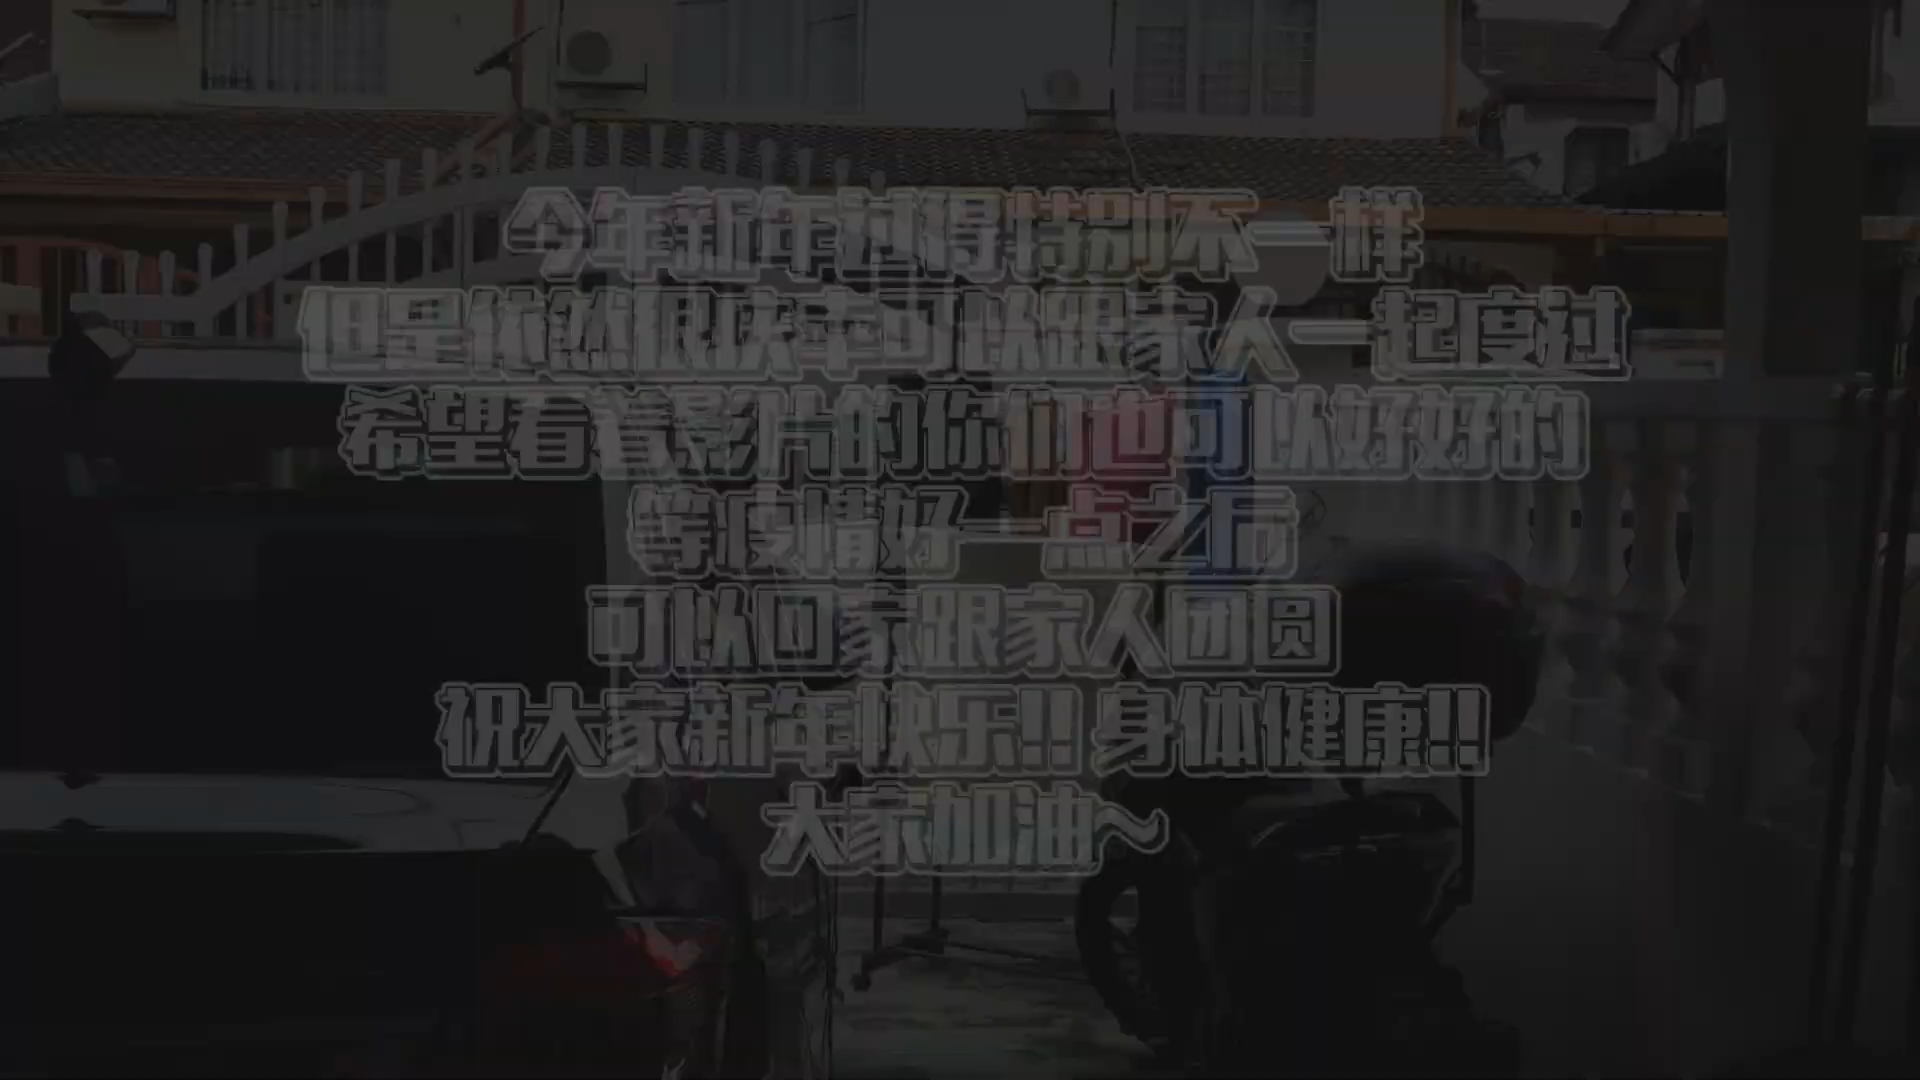 今年新年过得特别不一样
但是依然很庆幸可以跟家人一起度过
希望看着影片的你们也可以好好的
等疫情好一点之后
可以回家跟家人团圆
祝大家新年快乐!! 身体健康!!
大家加油~